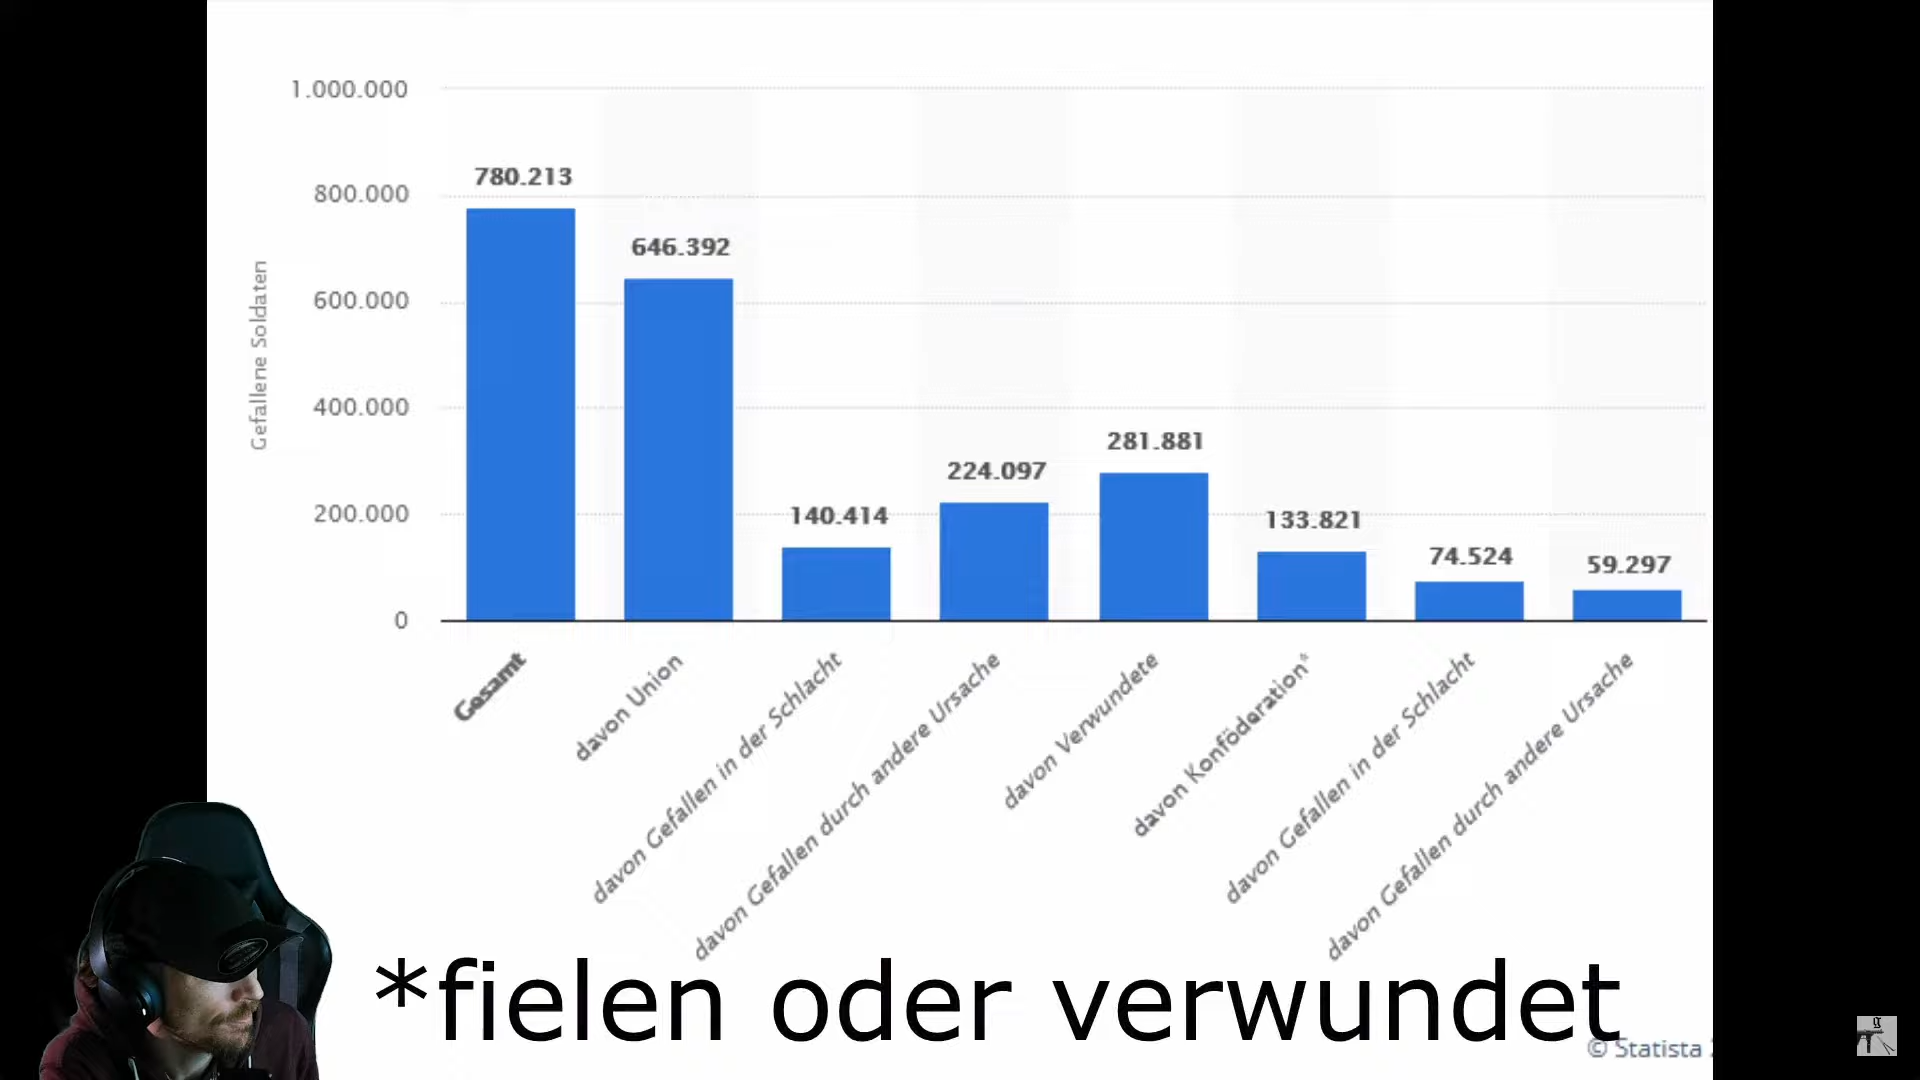 1.000.000
800.000
600.000
400.000
200.000
0
Gefallene Soldaten
780.213
646.392
140.414
224.097
281.881
133.821
74.524
59.297
Gesamt
davon Union
davon Gefallen in der Schlacht
davon Gefallen durch andere Ursache
davon Verwundete
davon Konföderation*
davon Gefallen in der Schlacht
davon Gefallen durch andere Ursache
*fielen oder verwundet
© Statista